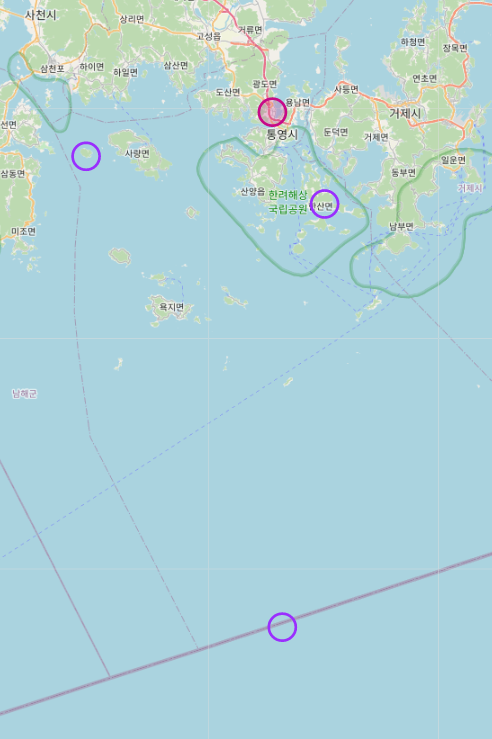 사천시
상리면
고성읍
거류면
하청면
장목면
삼천포
하이면
하일면
삼산면
연초면
광도면
도산면
용남면
사등면
거제시
선면
통영시
둔덕면
거제면
사량면
일운면
삼동면
동부면
산양읍
한려해상
국립공원
산면
거제시
남부면
미조면
욕지면
남해군